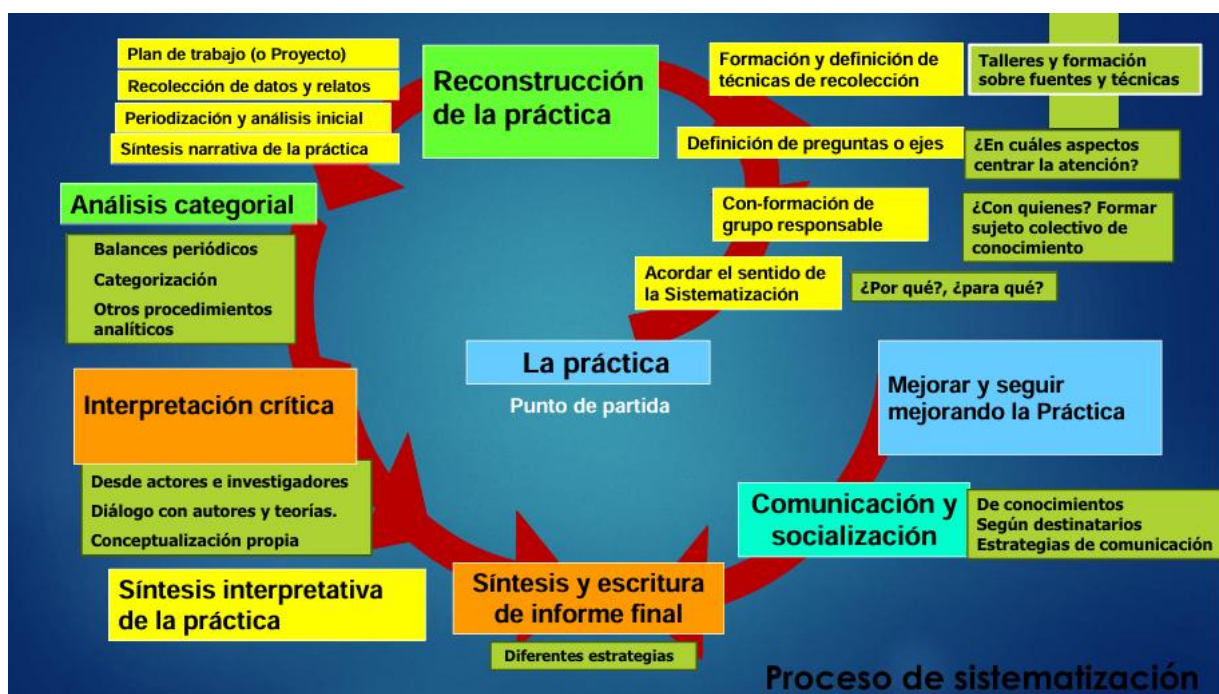 Plan de trabajo (o Proyecto)
Recolección de datos y relatos
Periodización y análisis inicial
Síntesis narrativa de la práctica
Reconstrucción
de la práctica
Formación y definición de
técnicas de recolección
Talleres y formación
sobre fuentes y técnicas
Definición de preguntas o ejes
¿En cuáles aspectos
centrar la atención?
Con-formación de
grupo responsable
¿Con quienes? Formar
sujeto colectivo de
conocimiento
Acordar el sentido de
la Sistematización
¿Por qué?, ¿para qué?
Análisis categorial
Balances periódicos
Categorización
Otros procedimientos
analíticos
La práctica
Punto de partida
Mejorar y seguir
mejorando la Práctica
Interpretación crítica
Desde actores e investigadores
Diálogo con autores y teorías.
Conceptualización propia
Comunicación y
socialización
De conocimientos
Según destinatarios
Estrategias de comunicación
Síntesis interpretativa
de la práctica
Síntesis y escritura
de informe final
Diferentes estrategias
Proceso de sistematización